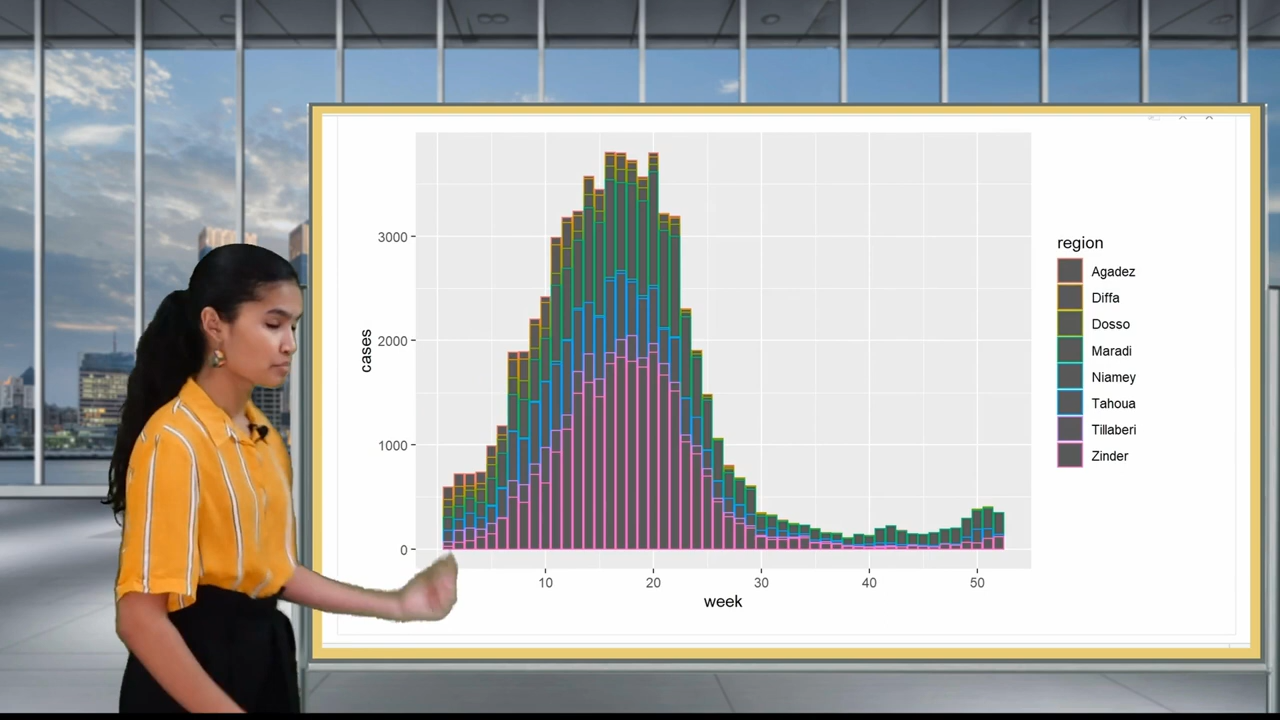 3000
2000
1000
0
cases
10 20 30 40 50
week
region
Agadez
Diffa
Dosso
Maradi
Niamey
Tahoua
Tillaberi
Zinder